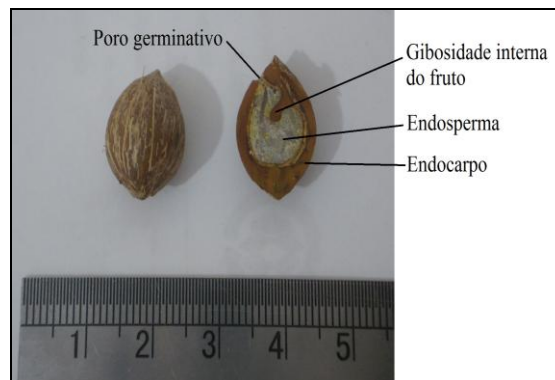 Poro germinativo
Gibosidade interna
do fruto
Endosperma
Endocarpo
1 2 3 4 5